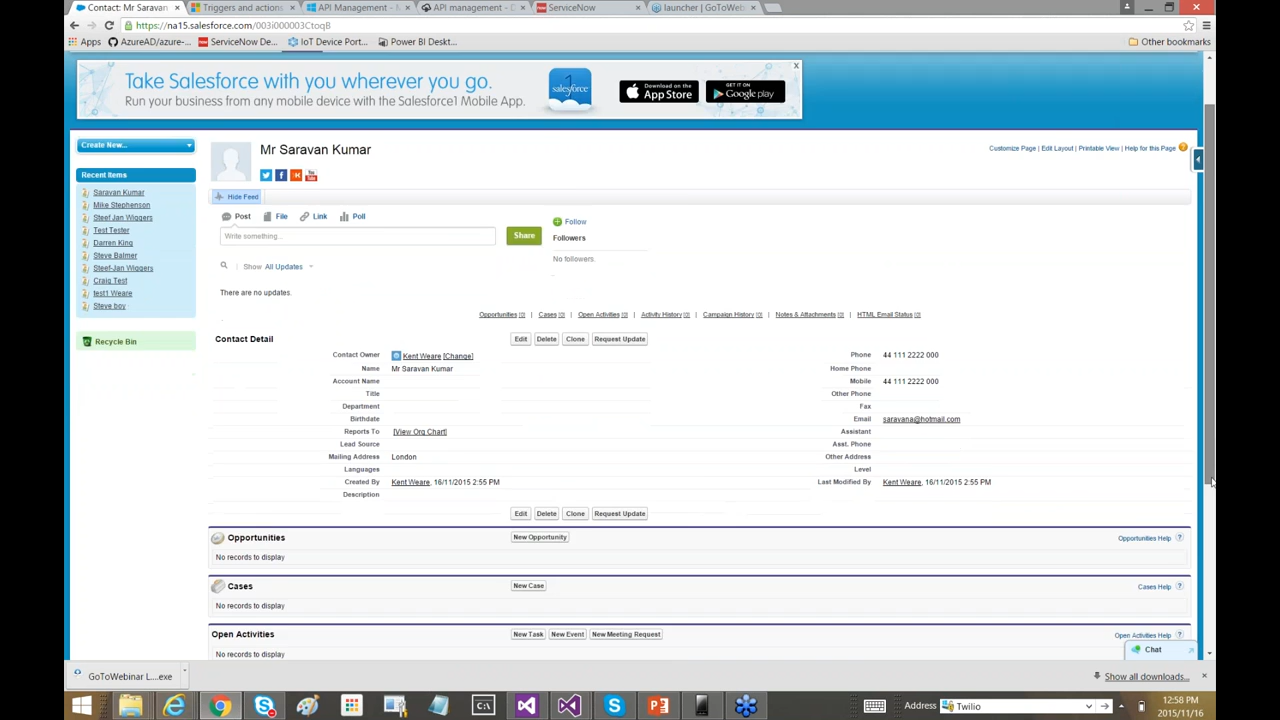 Contact: Mr Saravan
Triggers and actions
API Management - M
API management - D
ServiceNow
launcher | GoToWeb
https://na15.salesforce.com/003i000003CtoqB
Apps
AzureAD/azure-...
ServiceNow De...
IoT Device Port...
Power BI Deskt...
Other bookmarks
Take Salesforce with you wherever you go.
Run your business from any mobile device with the Salesforce1 Mobile App.
salesforce
Download on the
App Store
GET IT ON
Google play
X
Create New...
Mr Saravan Kumar
Customize Page | Edit Layout | Printable View | Help for this Page
Recent Items
Saravan Kumar
Mike Stephenson
Steef Jan Wiggers
Test Tester
Darren King
Steve Balmer
Steef-Jan Wiggers
Craig Test
test1 Weare
Steve boy
Recycle Bin
Hide Feed
Post
File
Link
Poll
Write something...
Share
Follow
Followers
No followers.
Show All Updates
There are no updates.
Opportunities [0] | Cases [0] | Open Activities [0] | Activity History [0] | Campaign History [0] | Notes & Attachments [0] | HTML Email Status [0]
Contact Detail
Edit Delete Clone Request Update
Contact Owner Kent Weare [Change] Phone 44 111 2222 000
Name Mr Saravan Kumar Home Phone
Account Name Mobile 44 111 2222 000
Title Other Phone
Department Fax
Birthdate Email saravana@hotmail.com
Reports To [View Org Chart] Assistant
Lead Source Asst. Phone
Mailing Address London Other Address
Languages Level
Created By Kent Weare, 16/11/2015 2:55 PM Last Modified By Kent Weare, 16/11/2015 2:55 PM
Description
Edit Delete Clone Request Update
Opportunities New Opportunity Opportunities Help ?
No records to display
Cases New Case Cases Help ?
No records to display
Open Activities New Task New Event New Meeting Request Open Activities Help ?
No records to display
Chat
GoToWebinar L....exe
Show all downloads...
Address Twilio
12:58 PM
2015/11/16